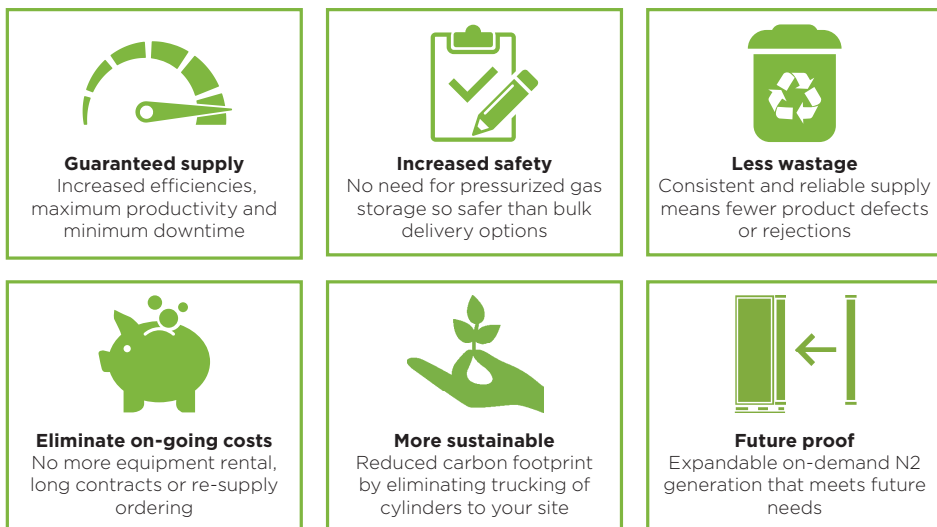 Guaranteed supply
Increased efficiencies,
maximum productivity and
minimum downtime
Increased safety
No need for pressurized gas
storage so safer than bulk
delivery options
Less wastage
Consistent and reliable supply
means fewer product defects
or rejections
Eliminate on-going costs
No more equipment rental,
long contracts or re-supply
ordering
More sustainable
Reduced carbon footprint
by eliminating trucking of
cylinders to your site
Future proof
Expandable on-demand N2
generation that meets future
needs